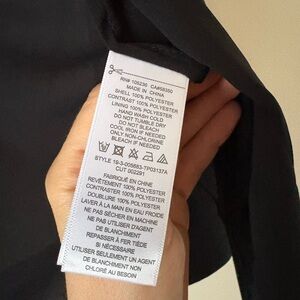 RN# 105230 CA#58350
MADE IN CHINA
SHELL 100% POLYESTER
CONTRAST 100% POLYESTER
LINING 100% POLYESTER
HAND WASH COLD
DO NOT TUMBLE DRY
DO NOT BLEACH
COOL IRON IF NEEDED
ONLY NON-CHLORINE
BLEACH IF NEEDED
STYLE 19-3-005683-7P03137A
CUT 002291
FABRIQUÉ EN CHINE
REVÊTEMENT 100% POLYESTER
CONTRASTER 100% POLYESTER
DOUBLURE 100% POLYESTER
LAVER À LA MAIN EN EAU FROIDE
NE PAS SÉCHER EN MACHINE
NE PAS UTILISER D'AGENT
DE BLANCHIMENT
REPASSER À FER TIÈDE
SI NÉCESSAIRE
UTILISER SEULEMENT UN AGENT
DE BLANCHIMENT NON
CHLORÉ AU BESOIN